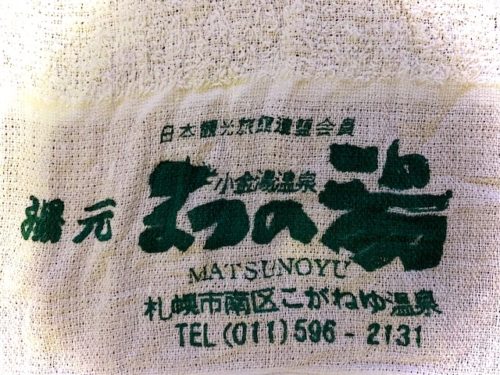 日本観光旅館連盟会員
小金湯温泉
湯元 まつの湯
MATSUNOYU
札幌市南区こがねゆ温泉
TEL (011) 596-2131